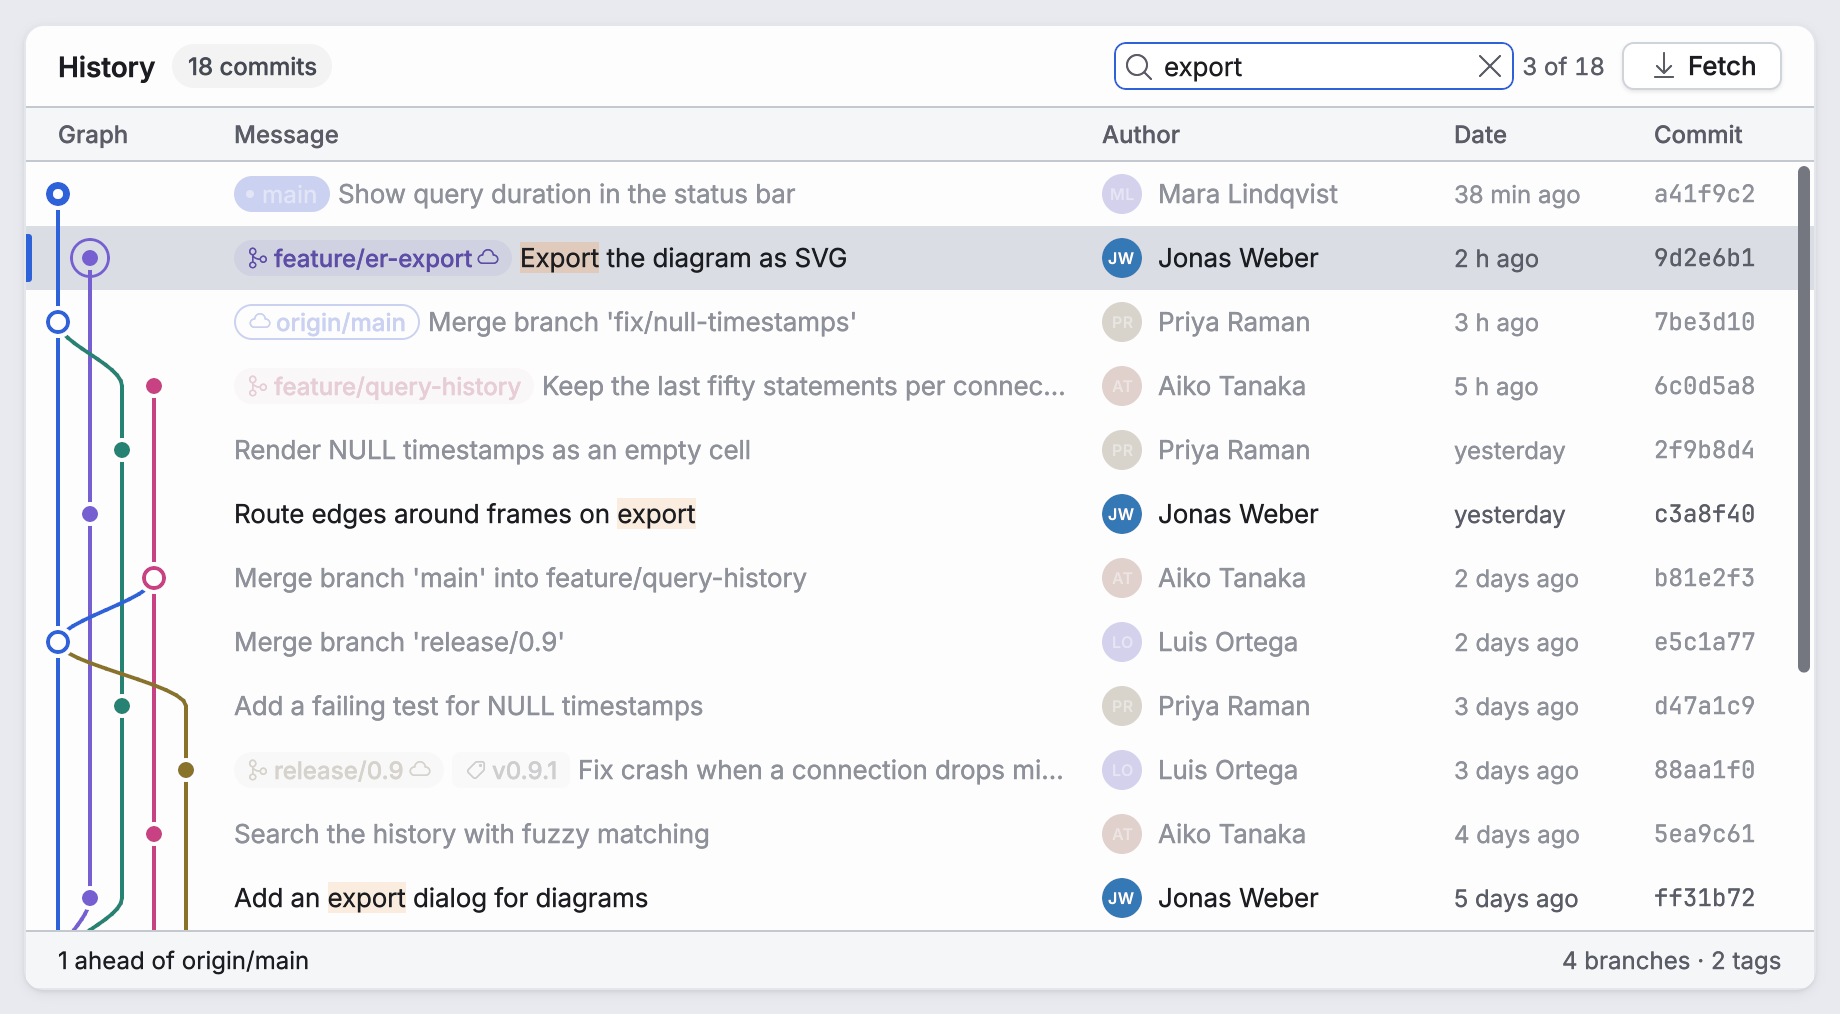 History 18 commits export 3 of 18 Fetch
Graph Message Author Date Commit
main Show query duration in the status bar ML Mara Lindqvist 38 min ago a41f9c2
feature/er-export Export the diagram as SVG JW Jonas Weber 2 h ago 9d2e6b1
origin/main Merge branch 'fix/null-timestamps' PR Priya Raman 3 h ago 7be3d10
feature/query-history Keep the last fifty statements per connec... AT Aiko Tanaka 5 h ago 6c0d5a8
Render NULL timestamps as an empty cell PR Priya Raman yesterday 2f9b8d4
Route edges around frames on export JW Jonas Weber yesterday c3a8f40
Merge branch 'main' into feature/query-history AT Aiko Tanaka 2 days ago b81e2f3
Merge branch 'release/0.9' LO Luis Ortega 2 days ago e5c1a77
Add a failing test for NULL timestamps PR Priya Raman 3 days ago d47a1c9
release/0.9 v0.9.1 Fix crash when a connection drops mi... LO Luis Ortega 3 days ago 88aa1f0
Search the history with fuzzy matching AT Aiko Tanaka 4 days ago 5ea9c61
Add an export dialog for diagrams JW Jonas Weber 5 days ago ff31b72
1 ahead of origin/main 4 branches · 2 tags